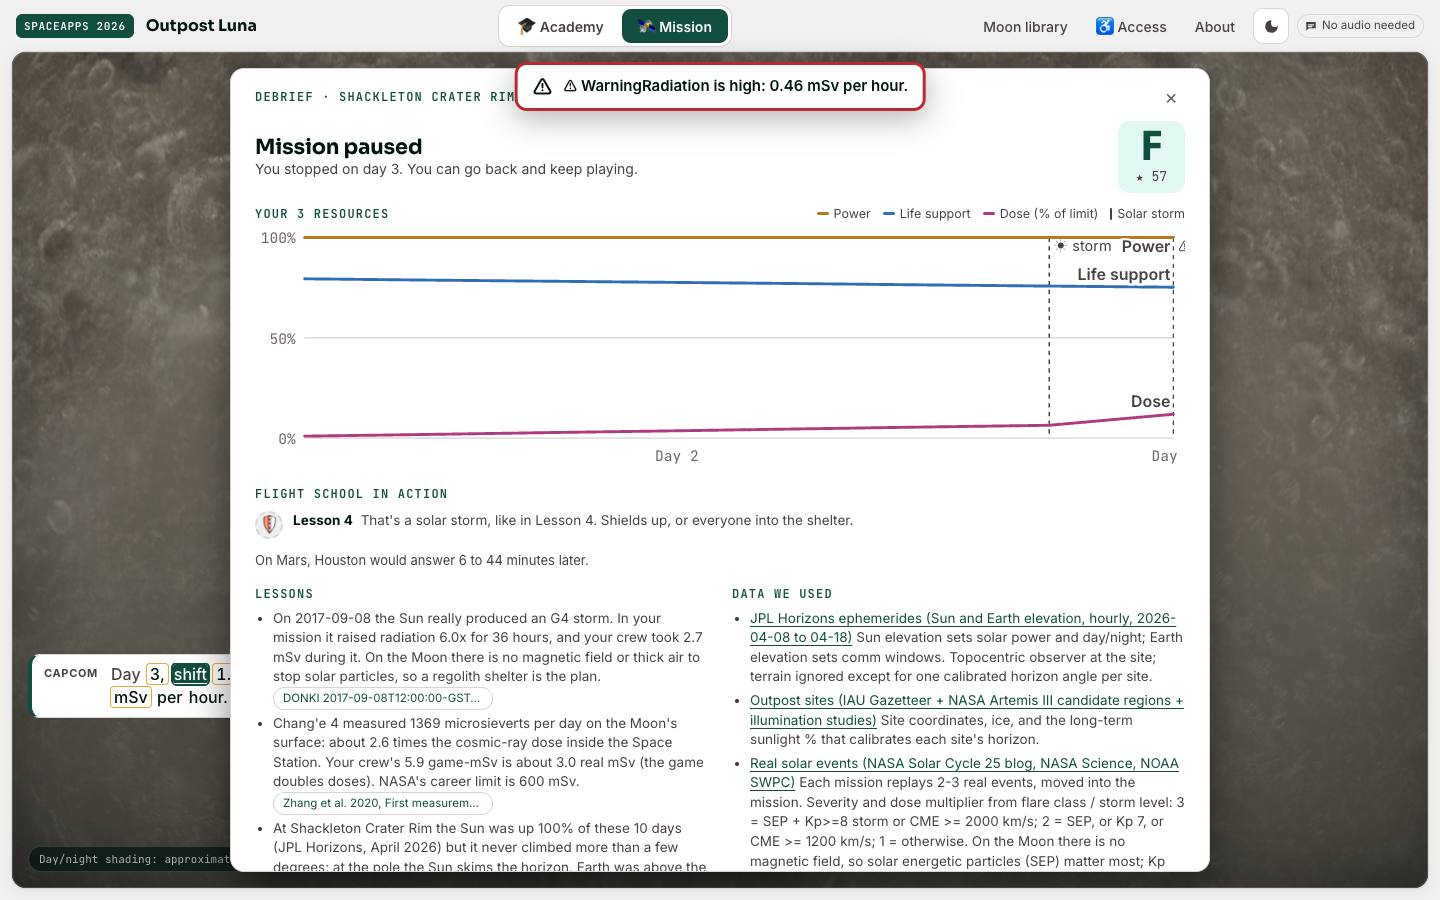 SPACEAPPS 2026 Outpost Luna Academy Mission Moon library Access About No audio needed
WarningRadiation is high: 0.46 mSv per hour.
DEBRIEF · SHACKLETON CRATER RIM
Mission paused
You stopped on day 3. You can go back and keep playing.
F
★ 57
YOUR 3 RESOURCES
Power Life support Dose (% of limit) Solar storm
100%
storm Power
Life support
50%
Dose
0%
Day 2 Day
FLIGHT SCHOOL IN ACTION
Lesson 4 That's a solar storm, like in Lesson 4. Shields up, or everyone into the shelter.
On Mars, Houston would answer 6 to 44 minutes later.
LESSONS
• On 2017-09-08 the Sun really produced an G4 storm. In your
mission it raised radiation 6.0x for 36 hours, and your crew took 2.7
mSv during it. On the Moon there is no magnetic field or thick air to
stop solar particles, so a regolith shelter is the plan.
DONKI 2017-09-08T12:00:00-GST...
• Chang'e 4 measured 1369 microsieverts per day on the Moon's
surface: about 2.6 times the cosmic-ray dose inside the Space
Station. Your crew's 5.9 game-mSv is about 3.0 real mSv (the game
doubles doses). NASA's career limit is 600 mSv.
Zhang et al. 2020, First measurem...
• At Shackleton Crater Rim the Sun was up 100% of these 10 days
(JPL Horizons, April 2026) but it never climbed more than a few
degrees: at the pole the Sun skims the horizon. Earth was above the
DATA WE USED
• JPL Horizons ephemerides (Sun and Earth elevation, hourly, 2026-
04-08 to 04-18) Sun elevation sets solar power and day/night; Earth
elevation sets comm windows. Topocentric observer at the site;
terrain ignored except for one calibrated horizon angle per site.
• Outpost sites (IAU Gazetteer + NASA Artemis III candidate regions +
illumination studies) Site coordinates, ice, and the long-term
sunlight % that calibrates each site's horizon.
• Real solar events (NASA Solar Cycle 25 blog, NASA Science, NOAA
SWPC) Each mission replays 2-3 real events, moved into the
mission. Severity and dose multiplier from flare class / storm level: 3
= SEP + Kp>=8 storm or CME >= 2000 km/s; 2 = SEP, or Kp 7, or
CME >= 1200 km/s; 1 = otherwise. On the Moon there is no
magnetic field, so solar energetic particles (SEP) matter most; Kp
CAPCOM Day 3, shift 1.
mSv per hour.
Day/night shading: approximat